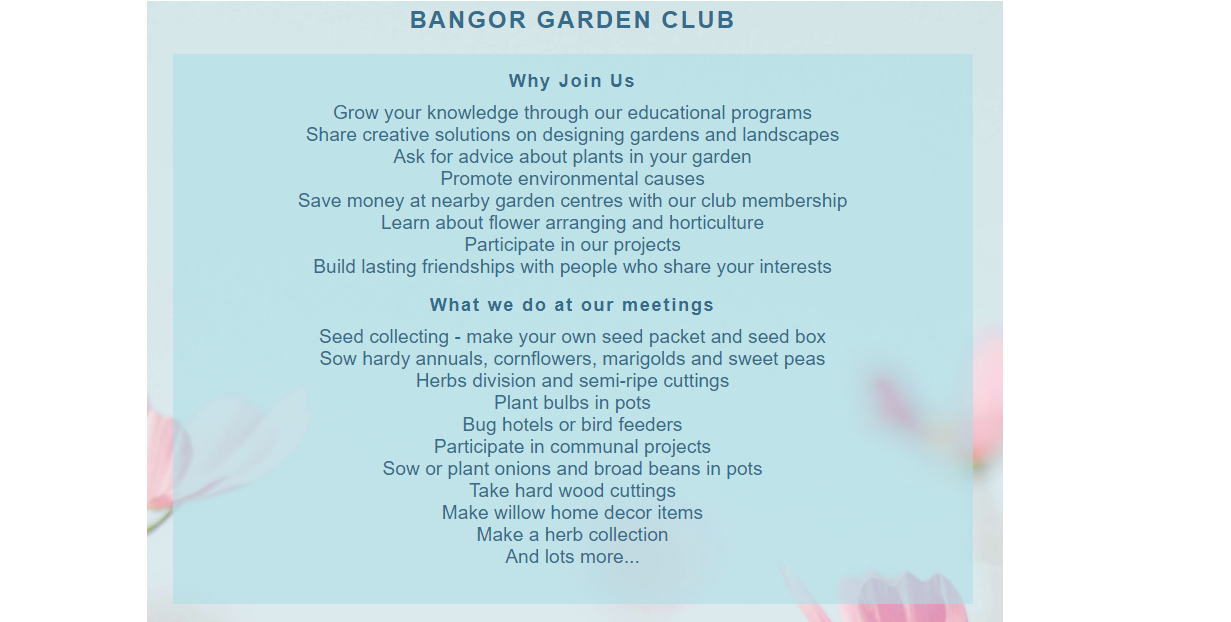 BANGOR GARDEN CLUB
Why Join Us
Grow your knowledge through our educational programs
Share creative solutions on designing gardens and landscapes
Ask for advice about plants in your garden
Promote environmental causes
Save money at nearby garden centres with our club membership
Learn about flower arranging and horticulture
Participate in our projects
Build lasting friendships with people who share your interests
What we do at our meetings
Seed collecting - make your own seed packet and seed box
Sow hardy annuals, cornflowers, marigolds and sweet peas
Herbs division and semi-ripe cuttings
Plant bulbs in pots
Bug hotels or bird feeders
Participate in communal projects
Sow or plant onions and broad beans in pots
Take hard wood cuttings
Make willow home decor items
Make a herb collection
And lots more...